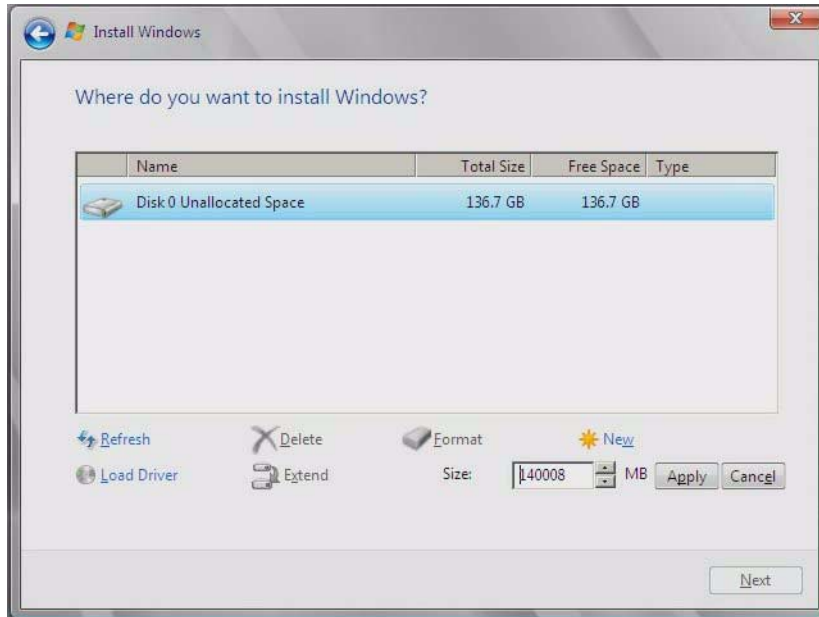 Install Windows
Where do you want to install Windows?
Name Total Size Free Space Type
Disk 0 Unallocated Space 136.7 GB 136.7 GB
Refresh Delete Format New
Load Driver Extend Size: 140008 MB Apply Cancel
Next